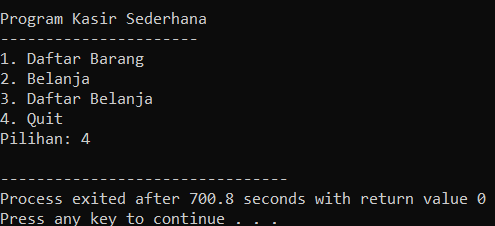 Program Kasir Sederhana
----------------------
1. Daftar Barang
2. Belanja
3. Daftar Belanja
4. Quit
Pilihan: 4
--------------------------------
Process exited after 700.8 seconds with return value 0
Press any key to continue . . .